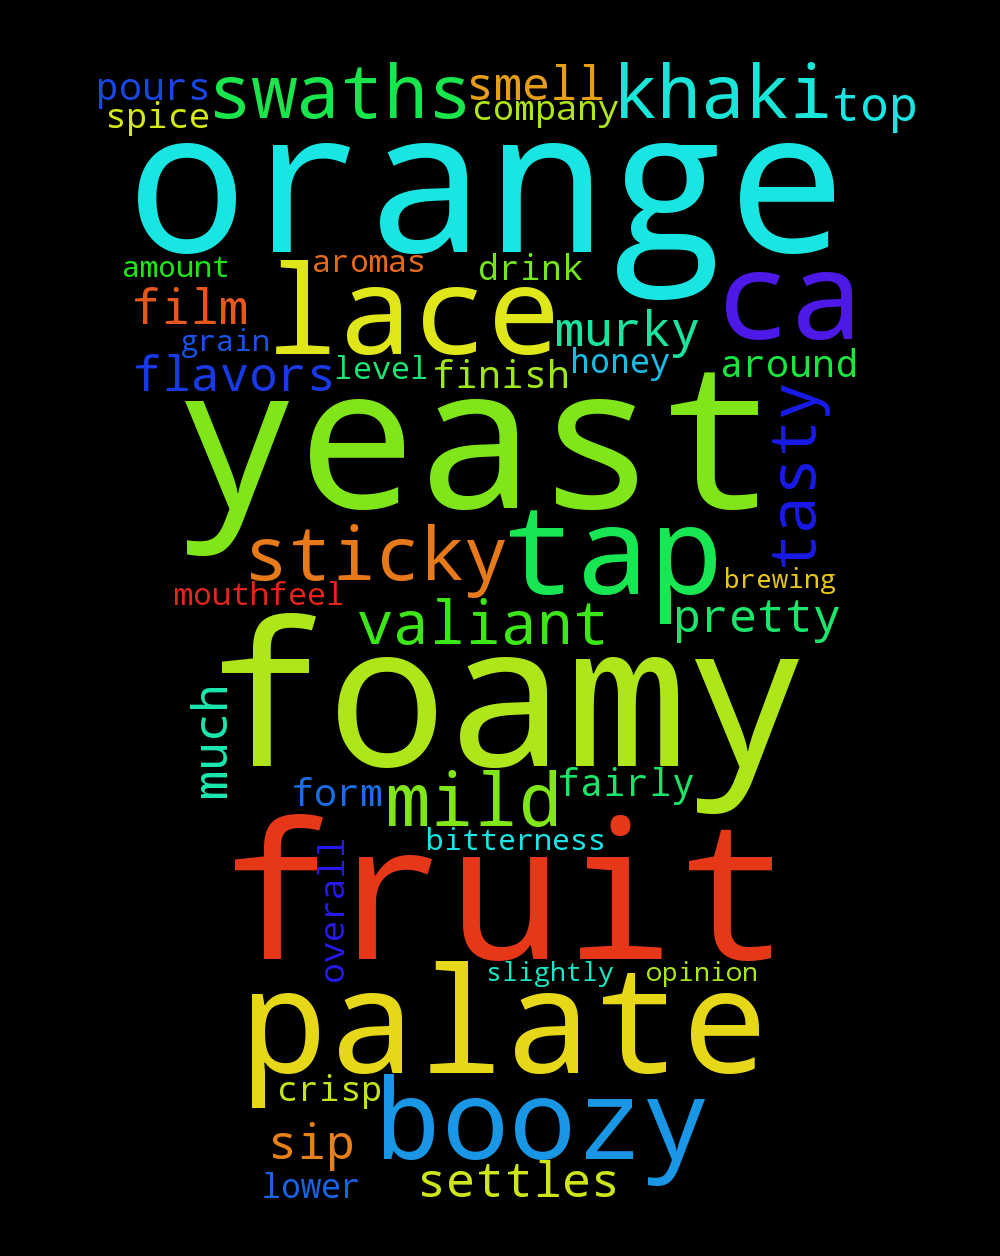 pours swaths smell khaki top
spice company
orange
amount aromas drink
film lace murky ca
grain honey
flavors level finish around
yeast tasty
sticky tap brewing
mouthfeel valiant pretty
foamy
much
form mild fairly
bitterness
fruit
overall
slightly opinion
palate
crisp boozy
sip
lower settles